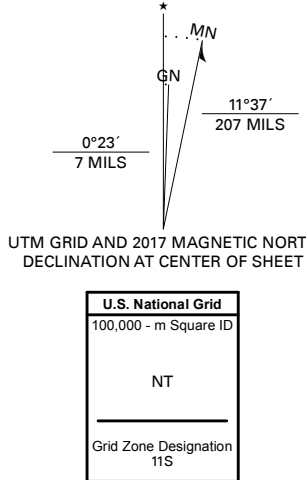 ★
MN
GN
0°23´
7 MILS
11°37´
207 MILS
UTM GRID AND 2017 MAGNETIC NORT
DECLINATION AT CENTER OF SHEET
U.S. National Grid
100,000 - m Square ID
NT
Grid Zone Designation
11S